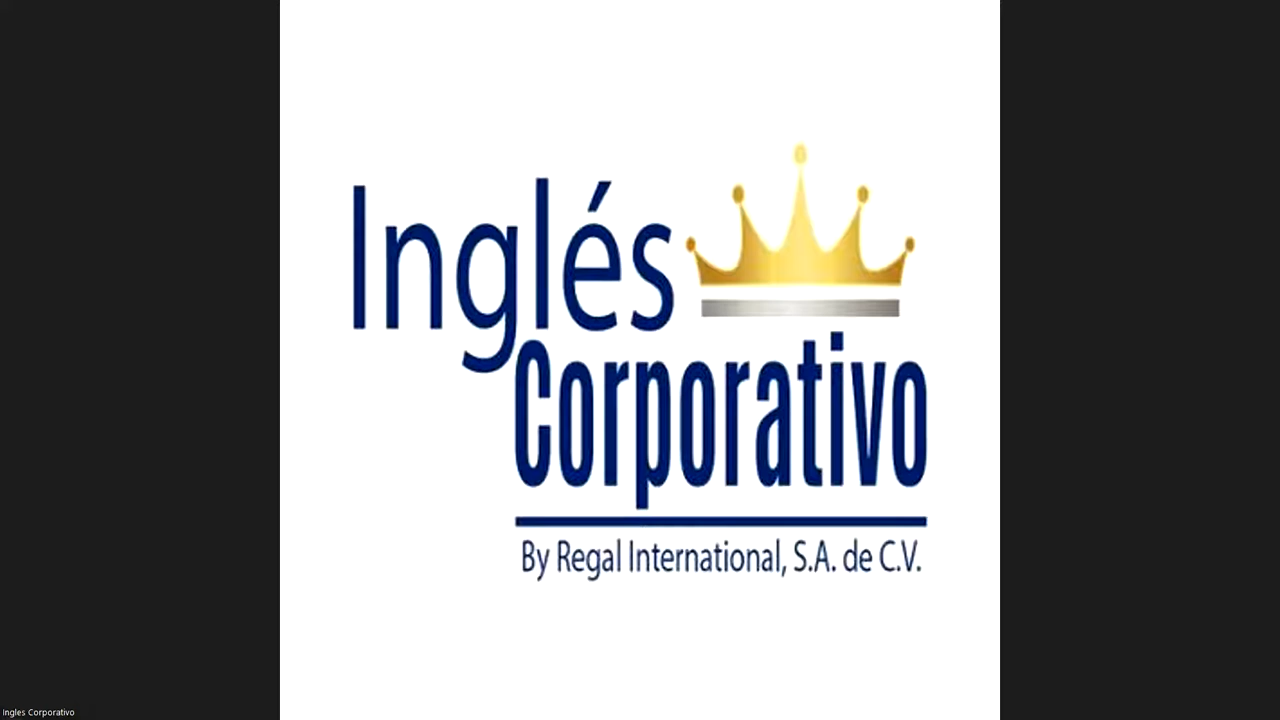 Inglés
Corporativo
By Regal International, S.A. de C.V.
Ingles Corporativo